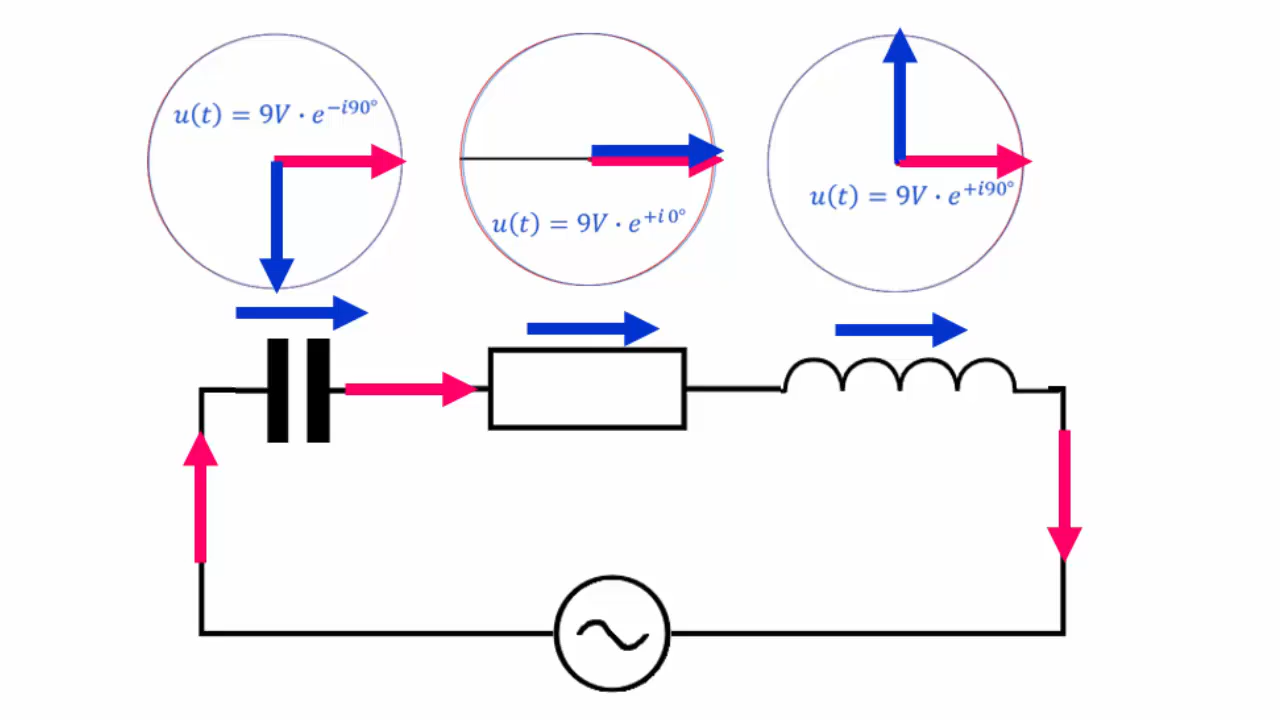 u(t) = 9V · e^{−i90°}
u(t) = 9V · e^{+i 0°}
u(t) = 9V · e^{+i90°}